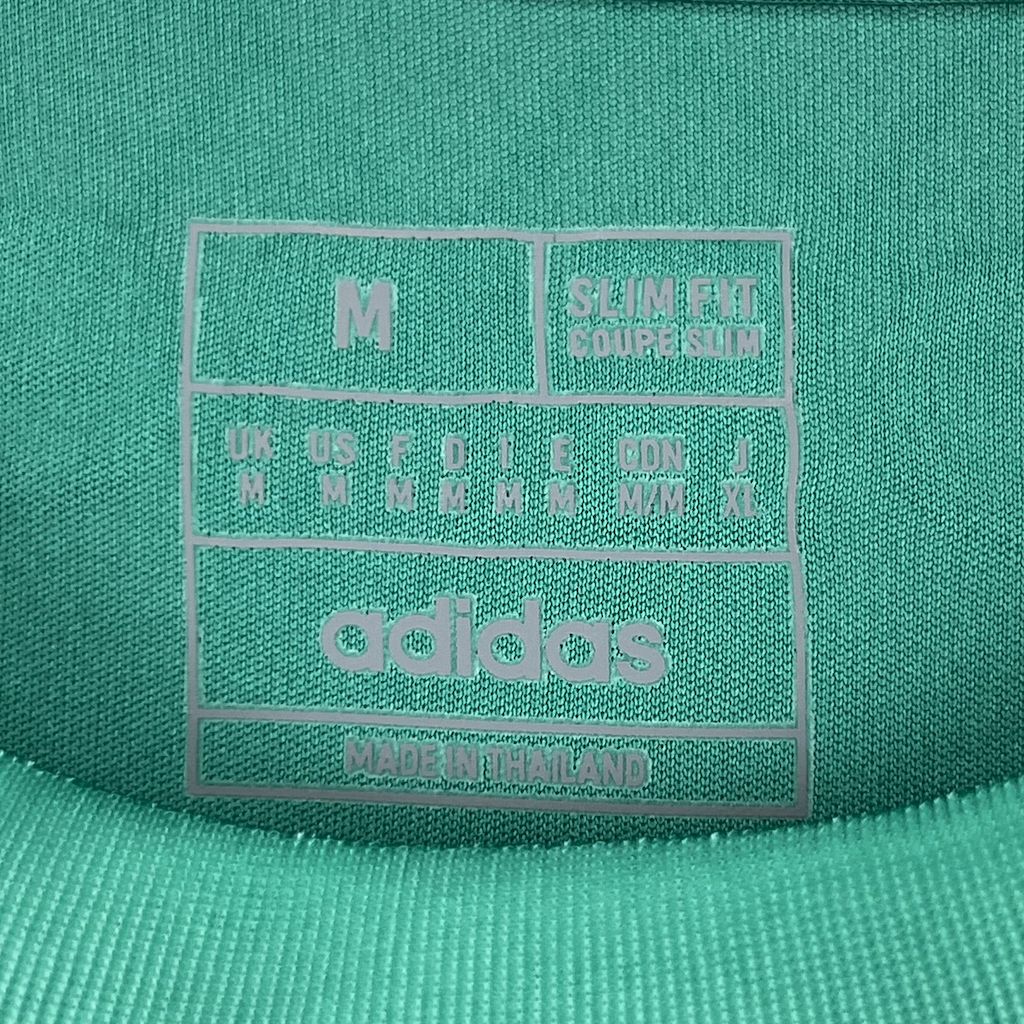 M
SLIM FIT
COUPE SLIM
UK US F D I E CDN J
M M M M M M M/M XL
adidas
MADE IN THAILAND